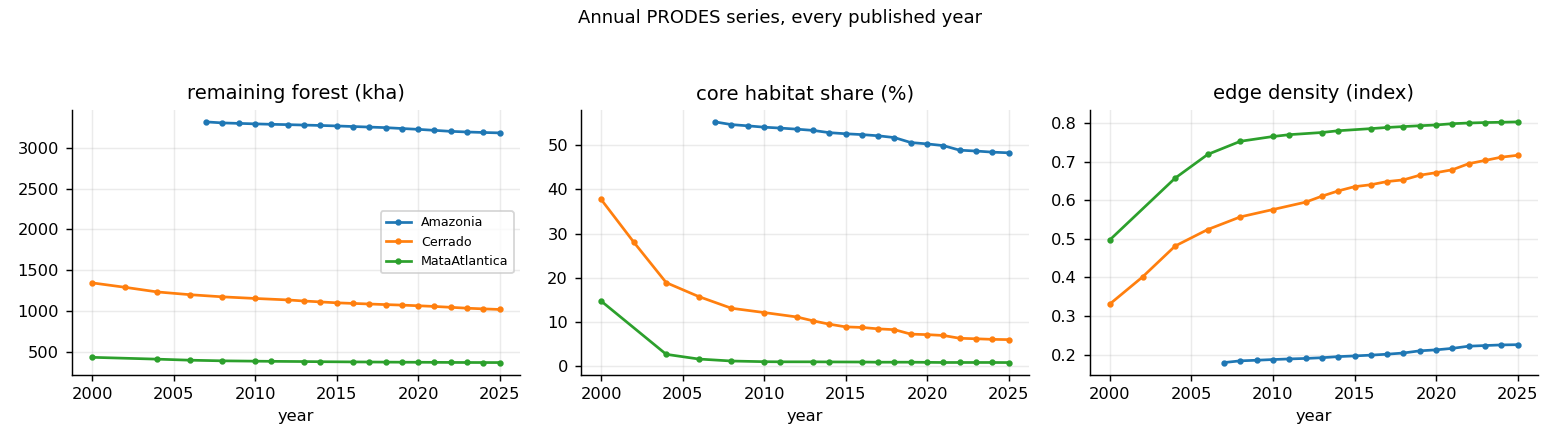 Annual PRODES series, every published year
remaining forest (kha)
3000
2500
2000
1500
1000
500
Amazonia
Cerrado
MataAtlantica
2000 2005 2010 2015 2020 2025
year
core habitat share (%)
50
40
30
20
10
0
2000 2005 2010 2015 2020 2025
year
edge density (index)
0.8
0.7
0.6
0.5
0.4
0.3
0.2
2000 2005 2010 2015 2020 2025
year